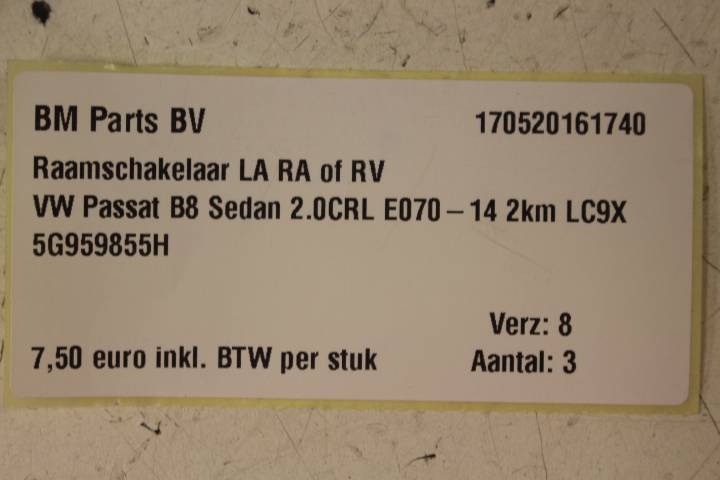 BM Parts BV 170520161740
Raamschakelaar LA RA of RV
VW Passat B8 Sedan 2.0CRL E070-14 2km LC9X
5G959855H
Verz: 8
7,50 euro inkl. BTW per stuk Aantal: 3